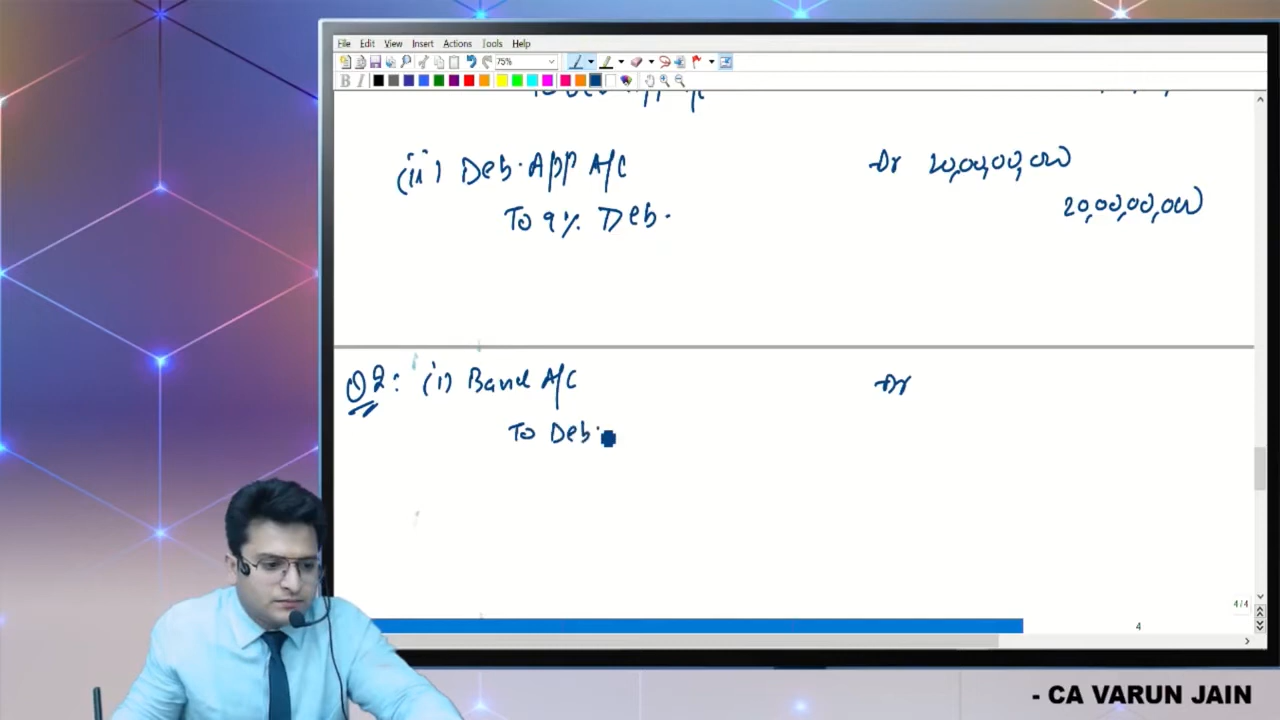 File Edit View Insert Actions Tools Help
75%
B I
(ii) Deb. App A/C Dr 20,00,00,000
To 9% Deb. 20,00,00,000
Q2: (i) Bank A/C Dr
To Deb.
4/4
4
- CA VARUN JAIN